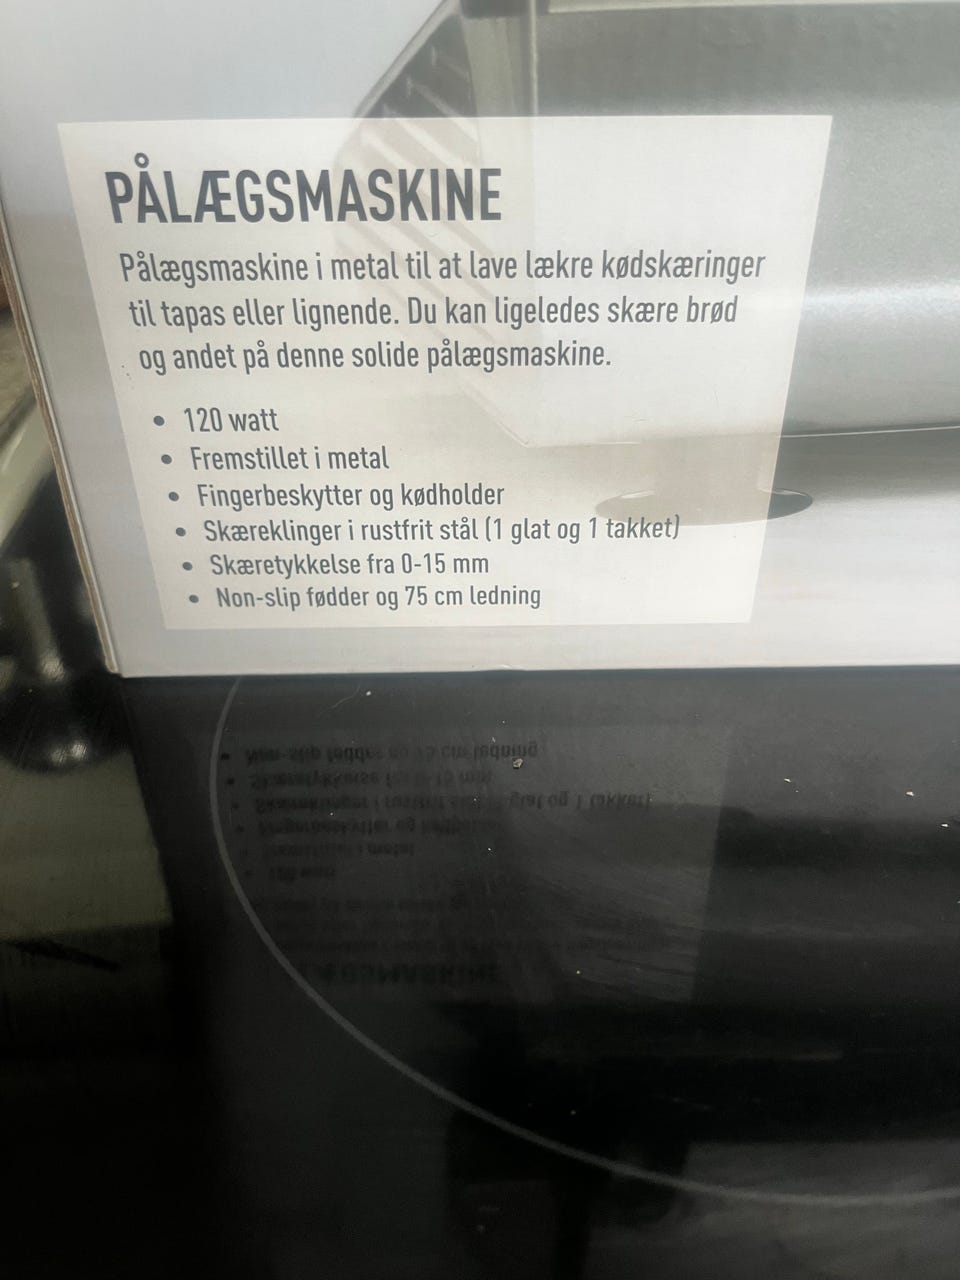 PÅLÆGSMASKINE
Pålægsmaskine i metal til at lave lækre kødskæringer
til tapas eller lignende. Du kan ligeledes skære brød
og andet på denne solide pålægsmaskine.
• 120 watt
• Fremstillet i metal
• Fingerbeskytter og kødholder
• Skæreklinger i rustfrit stål (1 glat og 1 takket)
• Skæretykkelse fra 0-15 mm
• Non-slip fødder og 75 cm ledning